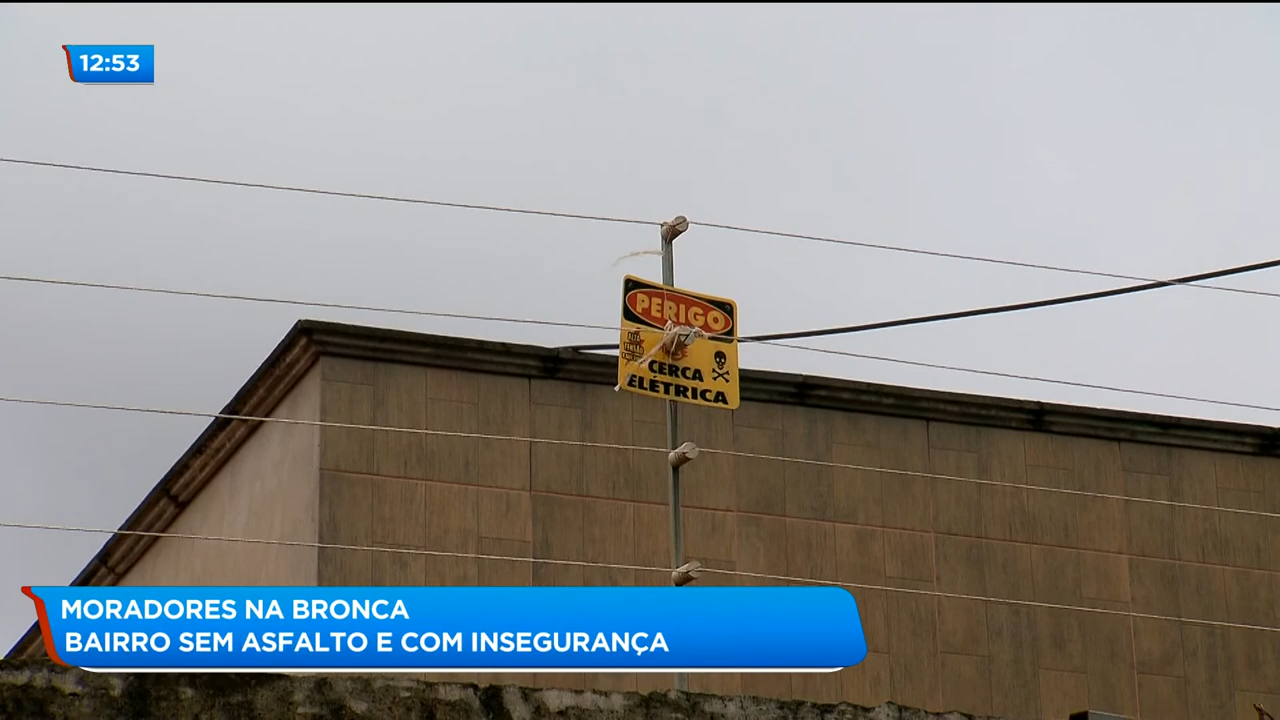 12:53
PERIGO
CERCA
ELÉTRICA
MORADORES NA BRONCA
BAIRRO SEM ASFALTO E COM INSEGURANÇA